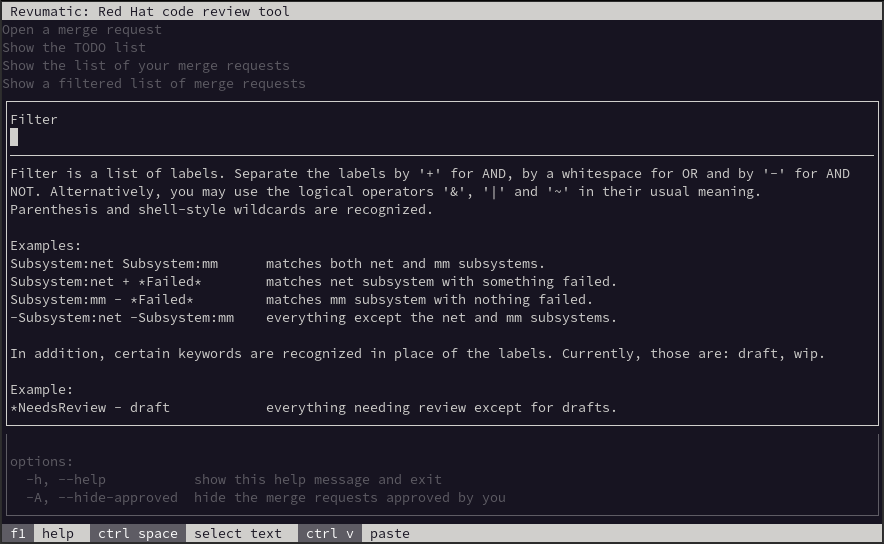 Revumatic: Red Hat code review tool
Open a merge request
Show the TODO list
Show the list of your merge requests
Show a filtered list of merge requests
Filter
Filter is a list of labels. Separate the labels by '+' for AND, by a whitespace for OR and by '-' for AND
NOT. Alternatively, you may use the logical operators '&', '|' and '~' in their usual meaning.
Parenthesis and shell-style wildcards are recognized.
Examples:
Subsystem:net Subsystem:mm matches both net and mm subsystems.
Subsystem:net + *Failed* matches net subsystem with something failed.
Subsystem:mm - *Failed* matches mm subsystem with nothing failed.
-Subsystem:net -Subsystem:mm everything except the net and mm subsystems.
In addition, certain keywords are recognized in place of the labels. Currently, those are: draft, wip.
Example:
*NeedsReview - draft everything needing review except for drafts.
options:
-h, --help show this help message and exit
-A, --hide-approved hide the merge requests approved by you
f1 help ctrl space select text ctrl v paste